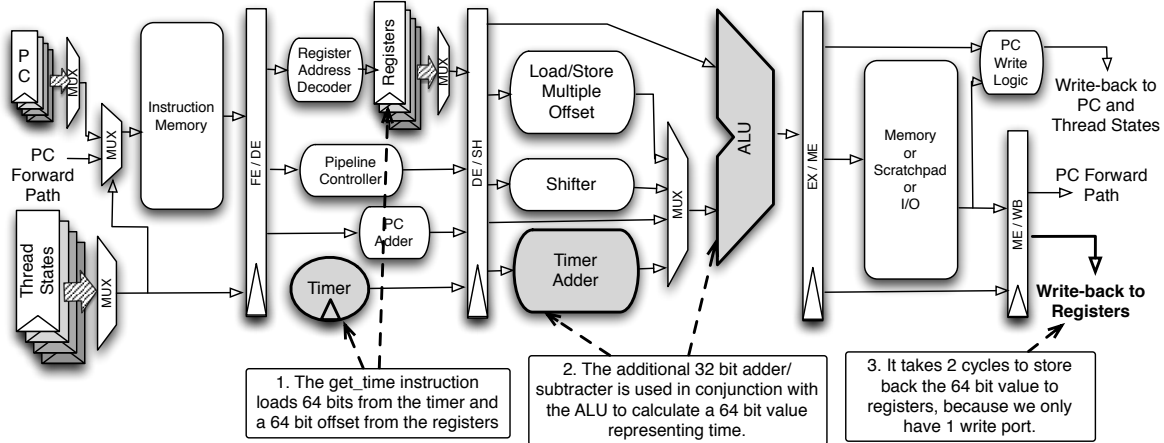 PC
MUX
MUX
PC
Forward
Path
Thread
States
MUX
Instruction
Memory
FE / DE
Register
Address
Decoder
Registers
MUX
Pipeline
Controller
PC
Adder
Timer
DE / SH
Load/Store
Multiple
Offset
Shifter
Timer
Adder
MUX
ALU
EX / ME
Memory
or
Scratchpad
or
I/O
PC
Write
Logic
Write-back to
PC and
Thread States
ME / WB
PC Forward
Path
Write-back to
Registers
1. The get_time instruction
loads 64 bits from the timer and
a 64 bit offset from the registers
2. The additional 32 bit adder/
subtracter is used in conjunction with
the ALU to calculate a 64 bit value
representing time.
3. It takes 2 cycles to store
back the 64 bit value to
registers, because we only
have 1 write port.